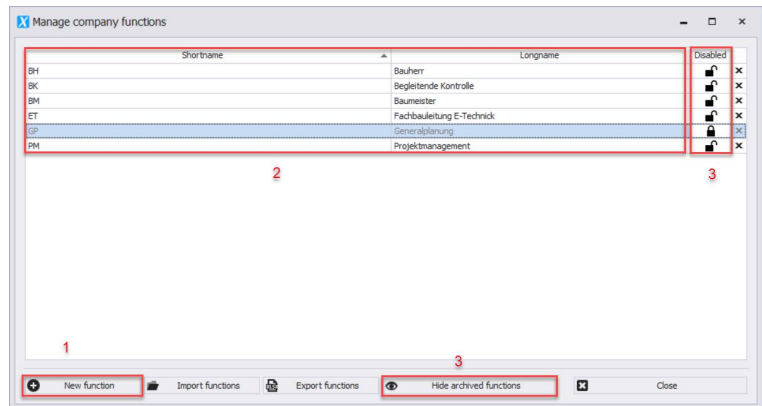 Manage company functions
Shortname Longname Disabled
BH Bauherr
BK Begleitende Kontrolle
BM Baumeister
ET Fachbauleitung E-Technick
GP Generalplanung
PM Projektmanagement
2 3
1 3
New function Import functions Export functions Hide archived functions Close